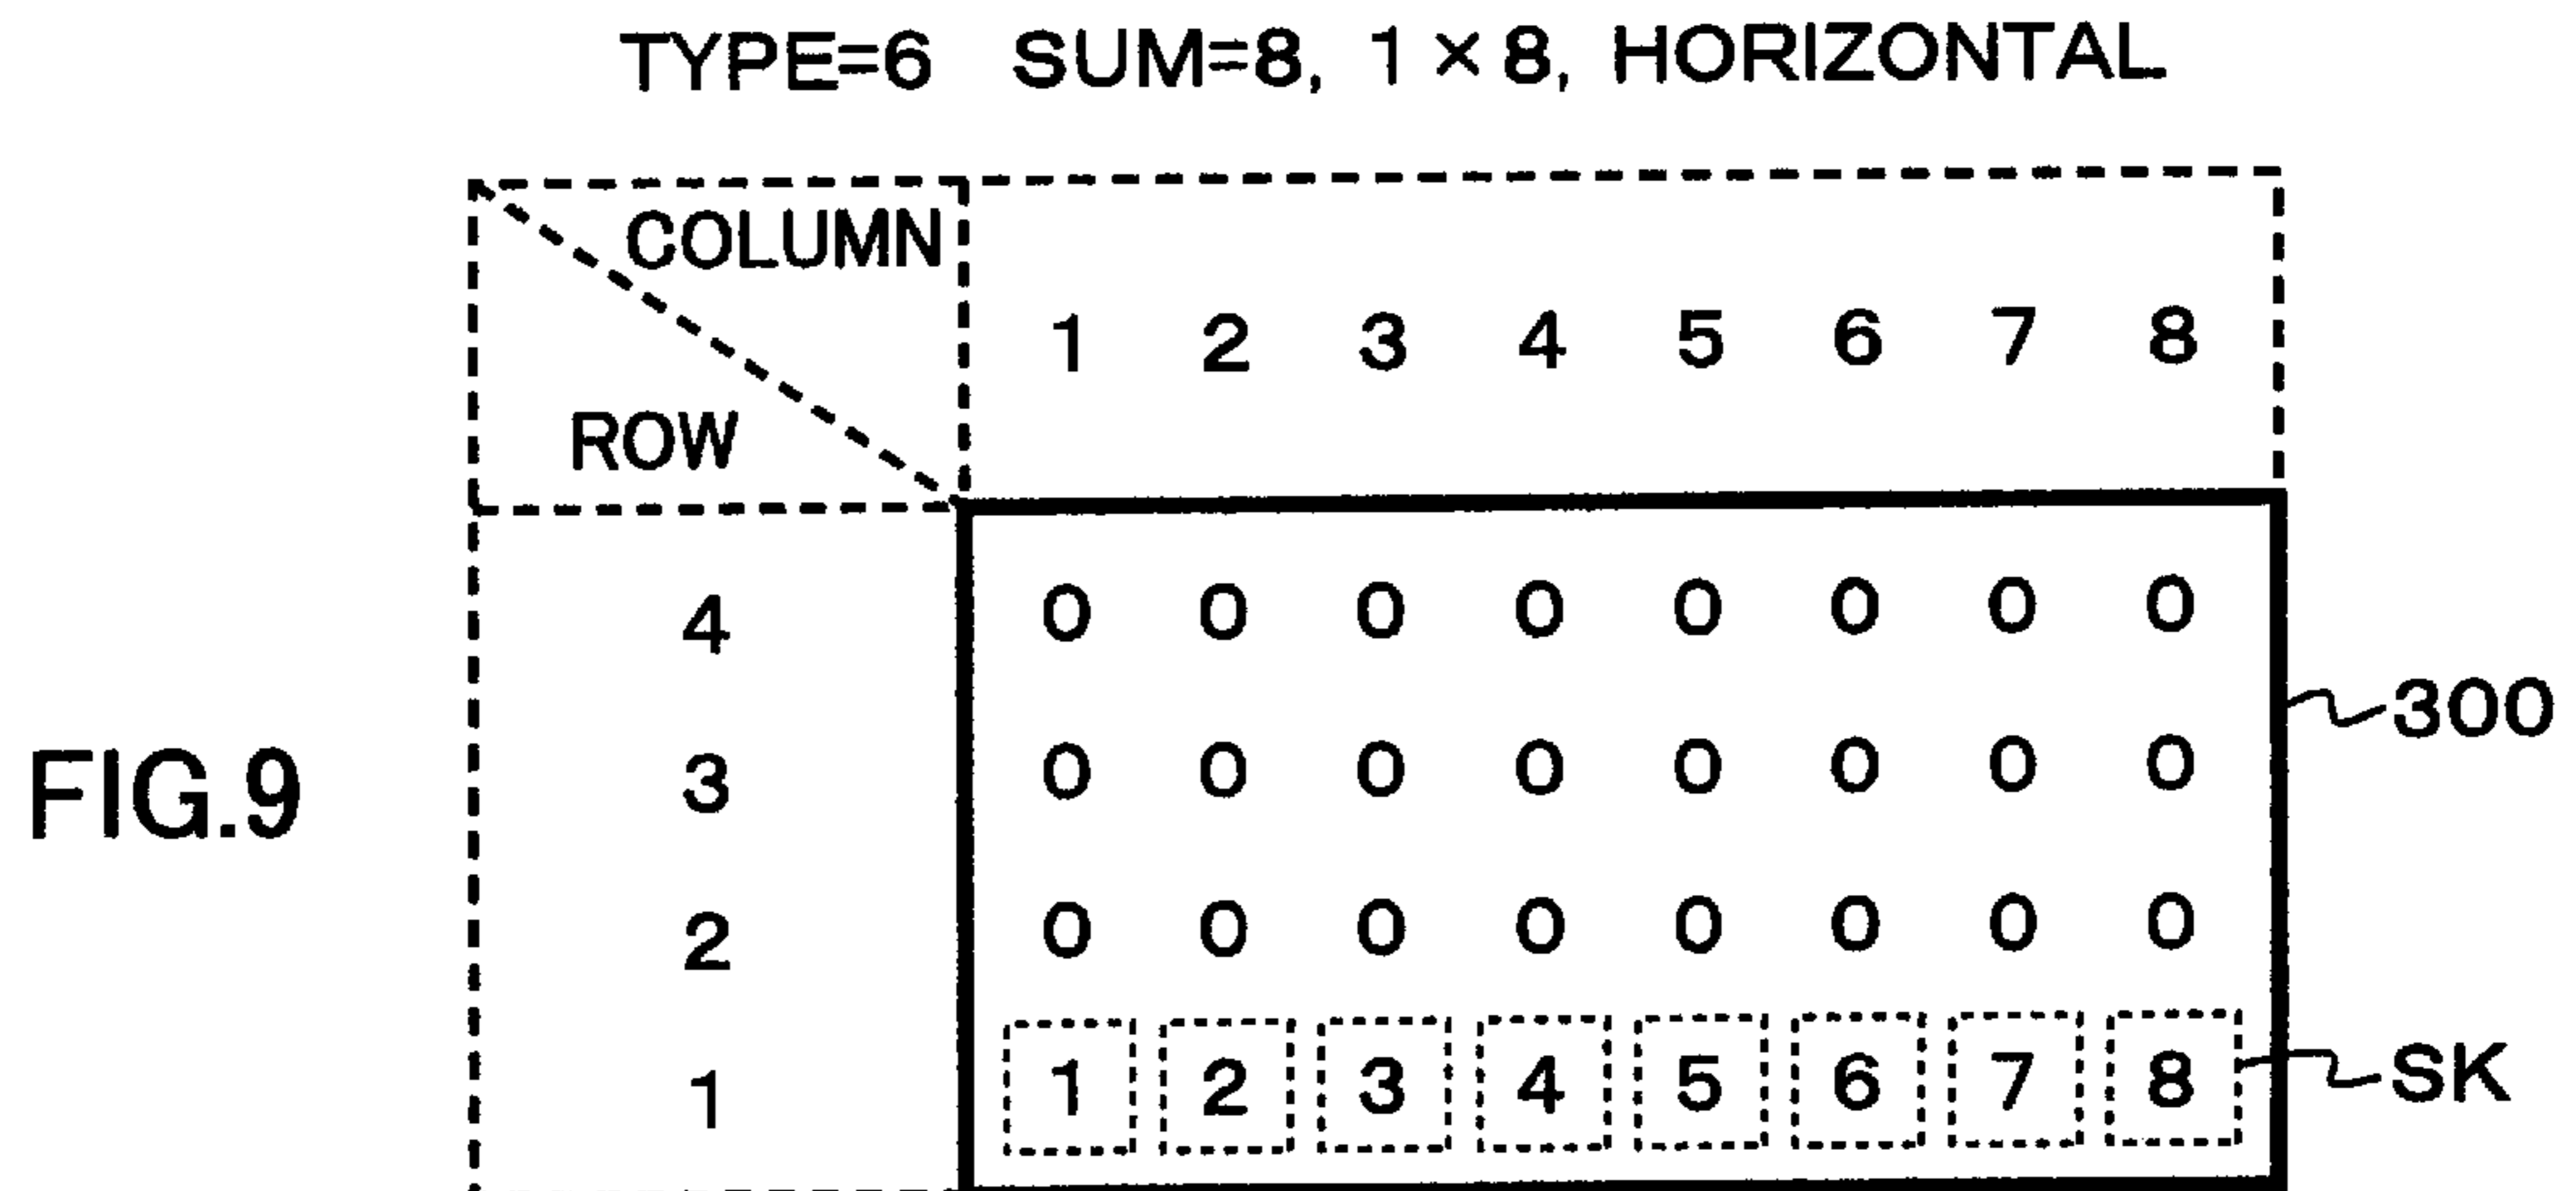 TYPE=6 SUM=8, 1×8, HORIZONTAL
COLUMN
1 2 3 4 5 6 7 8
ROW
4 0 0 0 0 0 0 0 0
300
3 0 0 0 0 0 0 0 0
FIG.9
2 0 0 0 0 0 0 0 0
1 1 2 3 4 5 6 7 8 SK